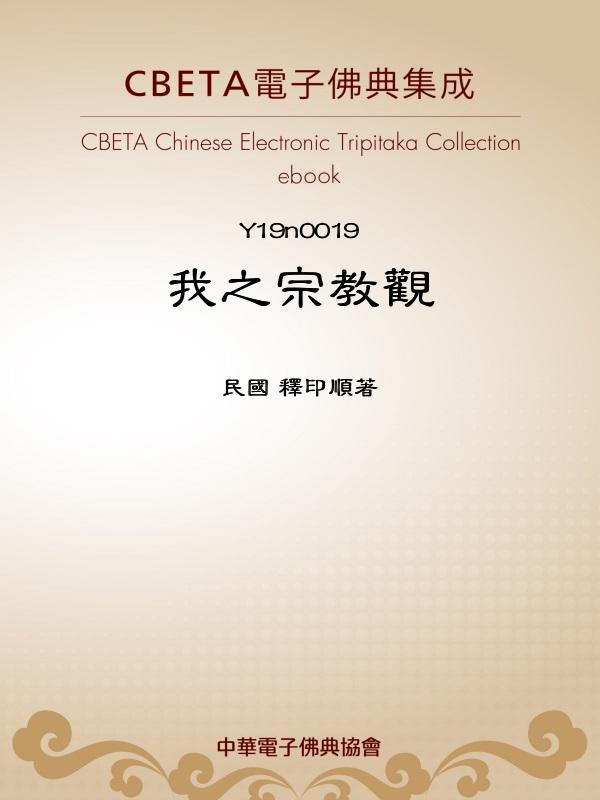 CBETA電子佛典集成
CBETA Chinese Electronic Tripitaka Collection
ebook
Y19n0019
我之宗教觀
民國 釋印順著
中華電子佛典協會